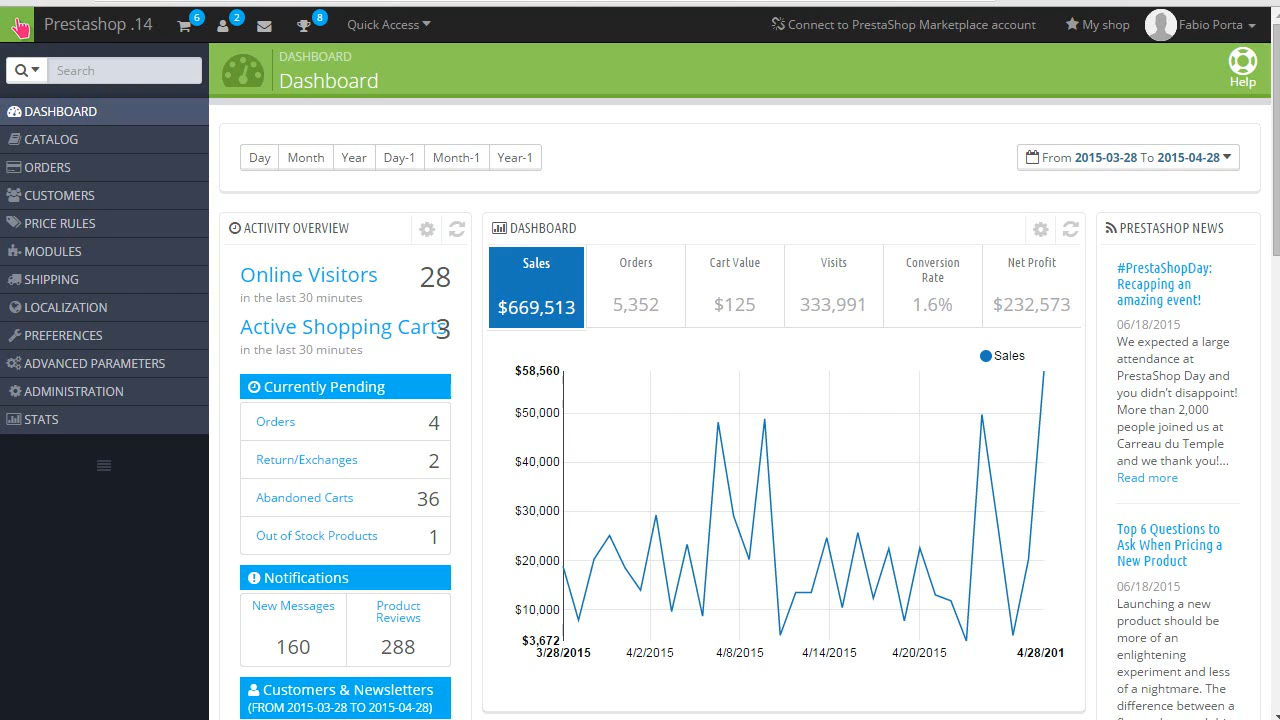 Prestashop .14
6
2
8
Quick Access
Connect to PrestaShop Marketplace account
My shop
Fabio Porta
Search
DASHBOARD
CATALOG
ORDERS
CUSTOMERS
PRICE RULES
MODULES
SHIPPING
LOCALIZATION
PREFERENCES
ADVANCED PARAMETERS
ADMINISTRATION
STATS
DASHBOARD
Dashboard
Help
Day Month Year Day-1 Month-1 Year-1
From 2015-03-28 To 2015-04-28
ACTIVITY OVERVIEW
Online Visitors 28
in the last 30 minutes
Active Shopping Carts 3
in the last 30 minutes
Currently Pending
Orders 4
Return/Exchanges 2
Abandoned Carts 36
Out of Stock Products 1
Notifications
New Messages
160
Product
Reviews
288
Customers & Newsletters
(FROM 2015-03-28 TO 2015-04-28)
DASHBOARD
Sales
$669,513
Orders
5,352
Cart Value
$125
Visits
333,991
Conversion
Rate
1.6%
Net Profit
$232,573
Sales
$58,560
$50,000
$40,000
$30,000
$20,000
$10,000
$3,672
3/28/2015 4/2/2015 4/8/2015 4/14/2015 4/20/2015 4/28/201
PRESTASHOP NEWS
#PrestaShopDay:
Recapping an
amazing event!
06/18/2015
We expected a large
attendance at
PrestaShop Day and
you didn't disappoint!
More than 2,000
people joined us at
Carreau du Temple
and we thank you!...
Read more
Top 6 Questions to
Ask When Pricing a
New Product
06/18/2015
Launching a new
product should be
more of an
enlightening
experiment and less
of a nightmare. The
difference between a